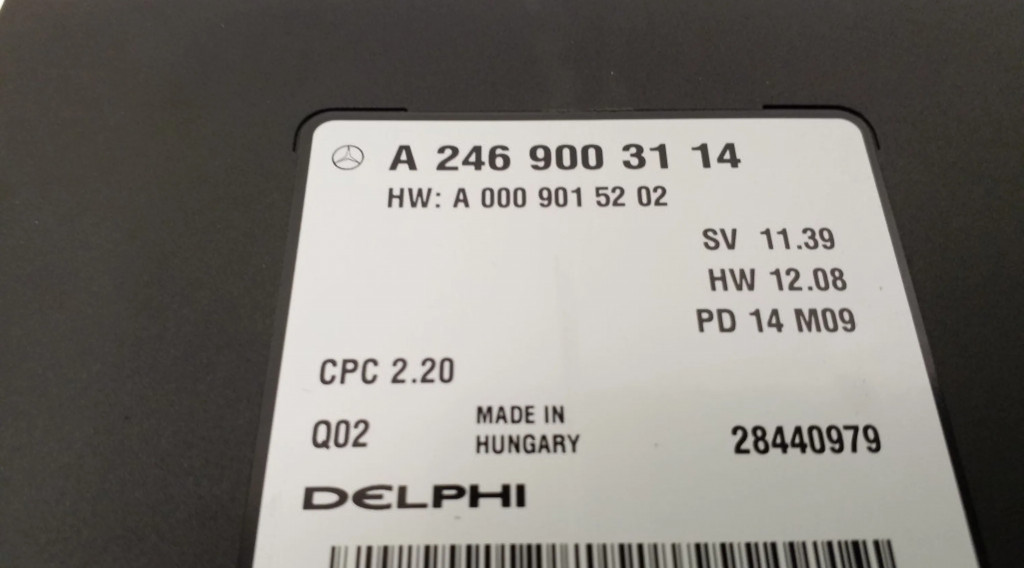 A 246 900 31 14
HW: A 000 901 52 02
SV 11.39
HW 12.08
PD 14 M09
CPC 2.20
Q02
MADE IN
HUNGARY
28440979
DELPHI